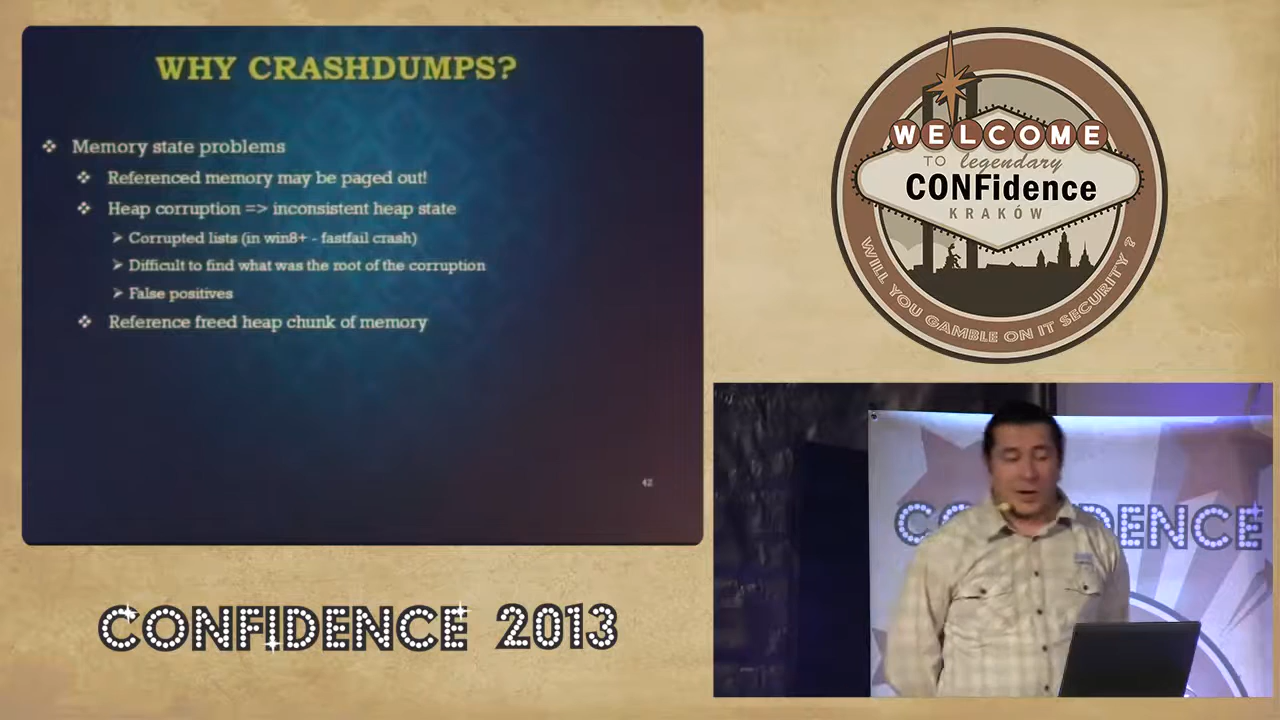 WHY CRASHDUMPS?
❖ Memory state problems
❖ Referenced memory may be paged out!
❖ Heap corruption => inconsistent heap state
➤ Corrupted lists (in win8+ - fastfail crash)
➤ Difficult to find what was the root of the corruption
➤ False positives
❖ Reference freed heap chunk of memory
42
CONFIDENCE 2013
WELCOME
TO legendary
CONFidence
KRAKÓW
WILL YOU GAMBLE ON IT SECURITY ?